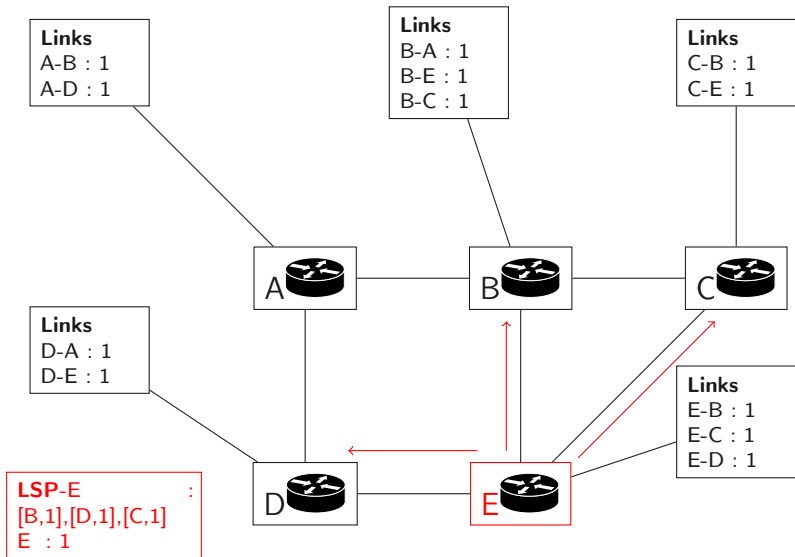 Links
A-B : 1
A-D : 1
Links
B-A : 1
B-E : 1
B-C : 1
Links
C-B : 1
C-E : 1
A
B
C
Links
D-A : 1
D-E : 1
Links
E-B : 1
E-C : 1
E-D : 1
D
E
LSP-E :
[B,1],[D,1],[C,1]
E : 1